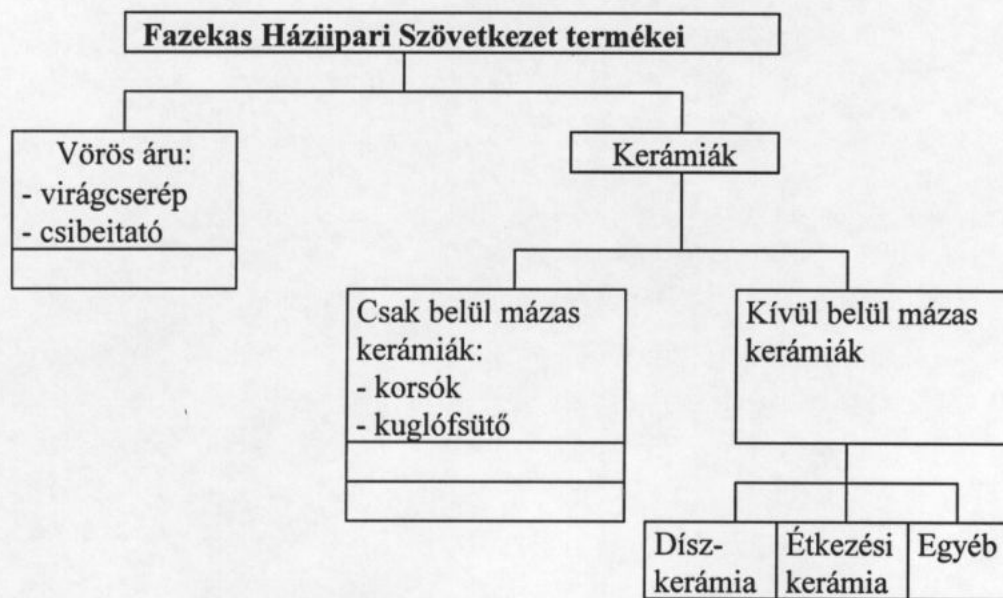 Fazekas Háziipari Szövetkezet termékei
Vörös áru:
- virágcserép
- csibeitató
Kerámiák
Csak belül mázas
kerámiák:
- korsók
- kuglófsütő
Kívül belül mázas
kerámiák
Dísz-
kerámia
Étkezési
kerámia
Egyéb